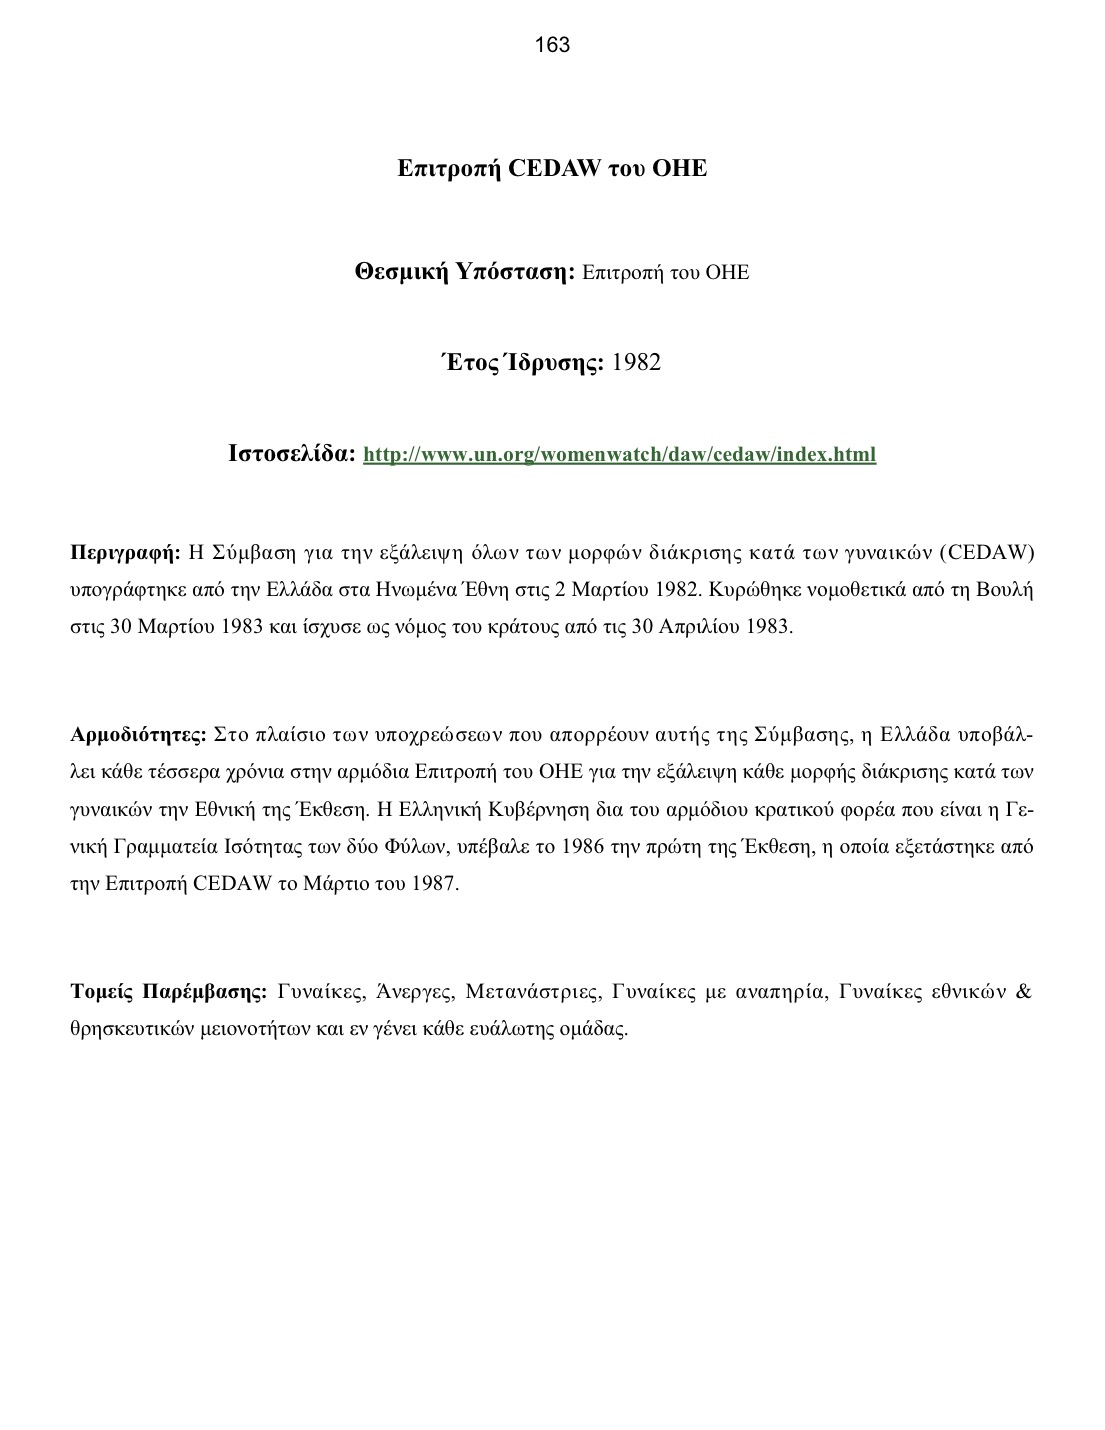 163
Επιτροπή CEDAW του ΟΗΕ
Θεσμική Υπόσταση: Επιτροπή του ΟΗΕ
Έτος Ίδρυσης: 1982
Ιστοσελίδα: http://www.un.org/womenwatch/daw/cedaw/index.html
Περιγραφή: Η Σύμβαση για την εξάλειψη όλων των μορφών διάκρισης κατά των γυναικών (CEDAW)
υπογράφτηκε από την Ελλάδα στα Ηνωμένα Έθνη στις 2 Μαρτίου 1982. Κυρώθηκε νομοθετικά από τη Βουλή
στις 30 Μαρτίου 1983 και ίσχυσε ως νόμος του κράτους από τις 30 Απριλίου 1983.
Αρμοδιότητες: Στο πλαίσιο των υποχρεώσεων που απορρέουν αυτής της Σύμβασης, η Ελλάδα υποβάλ-
λει κάθε τέσσερα χρόνια στην αρμόδια Επιτροπή του ΟΗΕ για την εξάλειψη κάθε μορφής διάκρισης κατά των
γυναικών την Εθνική της Έκθεση. Η Ελληνική Κυβέρνηση δια του αρμόδιου κρατικού φορέα που είναι η Γε-
νική Γραμματεία Ισότητας των δύο Φύλων, υπέβαλε το 1986 την πρώτη της Έκθεση, η οποία εξετάστηκε από
την Επιτροπή CEDAW το Μάρτιο του 1987.
Τομείς Παρέμβασης: Γυναίκες, Άνεργες, Μετανάστριες, Γυναίκες με αναπηρία, Γυναίκες εθνικών &
θρησκευτικών μειονοτήτων και εν γένει κάθε ευάλωτης ομάδας.